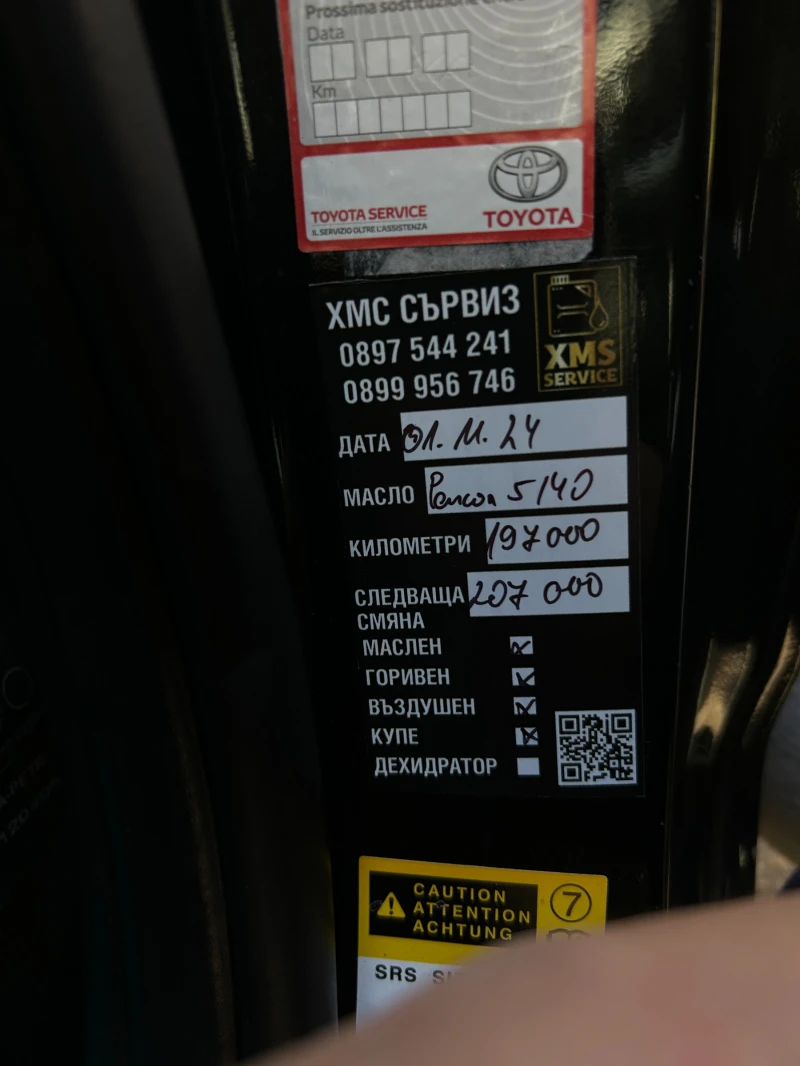 Prossima sostituzione
Data
Km
TOYOTA SERVICE
IL SERVIZIO OLTRE L'ASSISTENZA
TOYOTA
ХМС СЪРВИЗ
0897 544 241
0899 956 746
XMS
SERVICE
ДАТА 01.11.24
МАСЛО 5/40
КИЛОМЕТРИ 197000
СЛЕДВАЩА 207 000
СМЯНА
МАСЛЕН
ГОРИВЕН
ВЪЗДУШЕН
КУПЕ
ДЕХИДРАТОР
CAUTION
ATTENTION
ACHTUNG
7
SRS